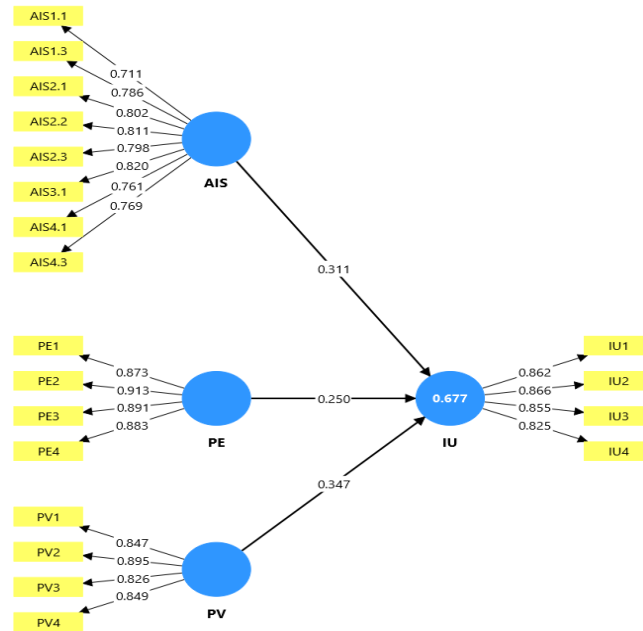 AIS1.1
AIS1.3
AIS2.1
AIS2.2
AIS2.3
AIS3.1
AIS4.1
AIS4.3
0.711
0.786
0.802
0.811
0.798
0.820
0.761
0.769
AIS
0.311
PE1
PE2
PE3
PE4
0.873
0.913
0.891
0.883
PE
0.250
PV1
PV2
PV3
PV4
0.847
0.895
0.826
0.849
PV
0.347
0.677
IU
0.862
0.866
0.855
0.825
IU1
IU2
IU3
IU4